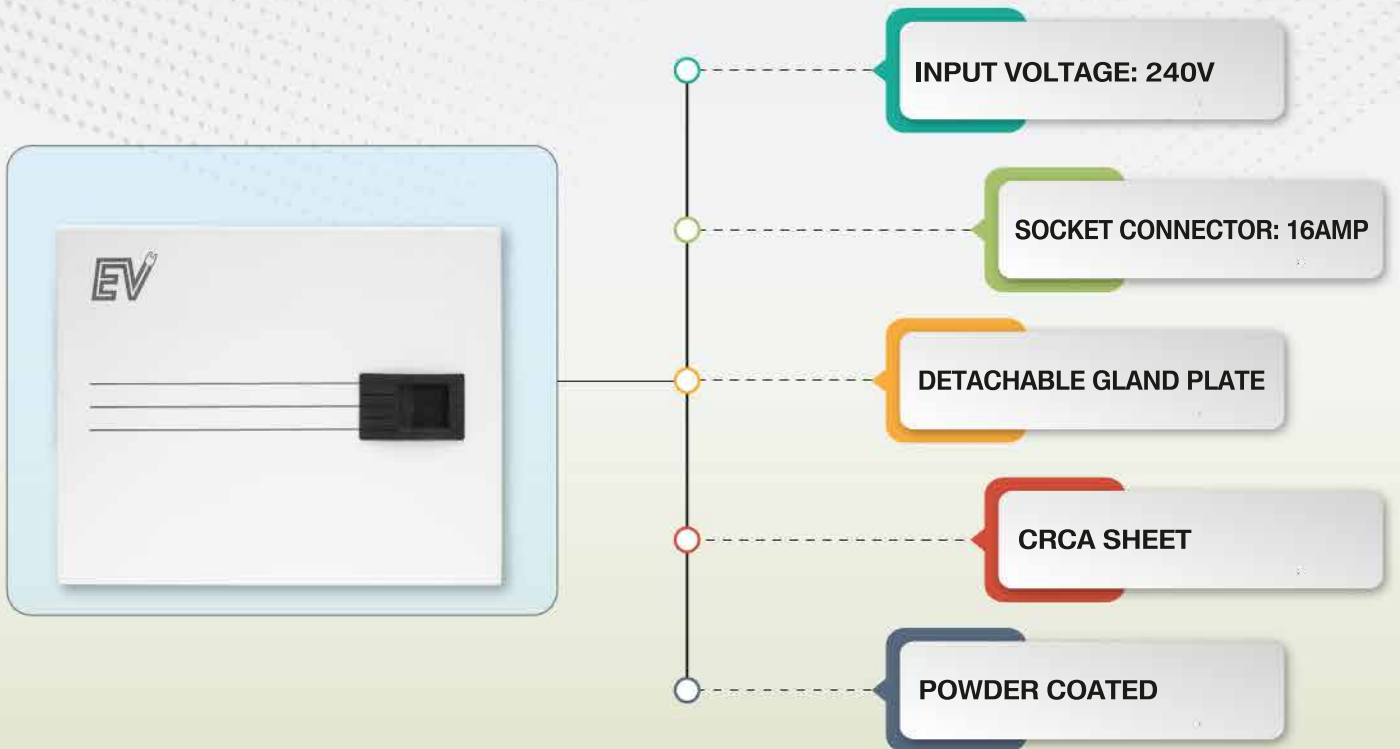 EV
INPUT VOLTAGE: 240V
SOCKET CONNECTOR: 16AMP
DETACHABLE GLAND PLATE
CRCA SHEET
POWDER COATED